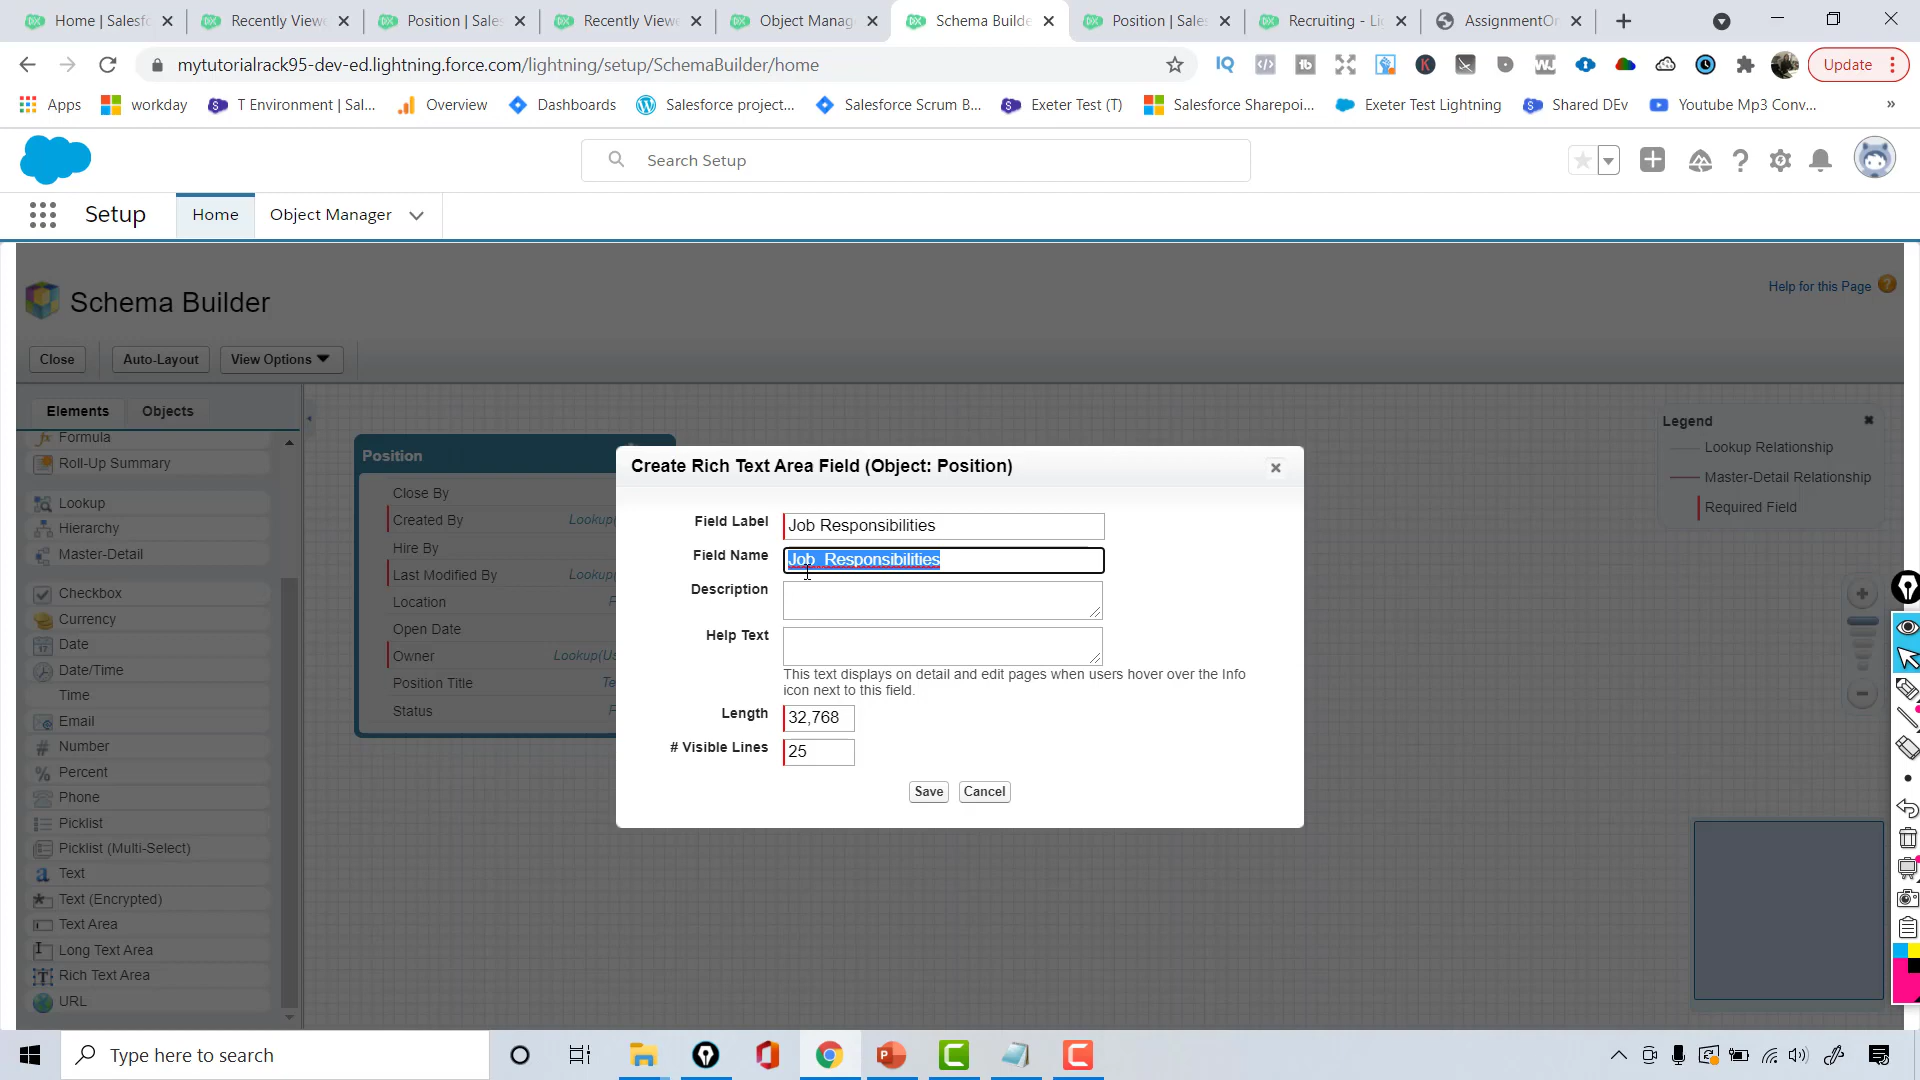 Home | Salesf
Recently View
Position | Sale
Recently View
Object Manag
Schema Builde
Position | Sale
Recruiting - Li
AssignmentOr
mytutorialrack95-dev-ed.lightning.force.com/lightning/setup/SchemaBuilder/home
Update
Apps
workday
T Environment | Sal...
Overview
Dashboards
Salesforce project...
Salesforce Scrum B...
Exeter Test (T)
Salesforce Sharepoi...
Exeter Test Lightning
Shared DEv
Youtube Mp3 Conv...
Search Setup
Setup
Home
Object Manager
Schema Builder
Help for this Page
Close
Auto-Layout
View Options
Elements
Objects
Formula
Roll-Up Summary
Lookup
Hierarchy
Master-Detail
Checkbox
Currency
Date
Date/Time
Time
Email
Number
Percent
Phone
Picklist
Picklist (Multi-Select)
Text
Text (Encrypted)
Text Area
Long Text Area
Rich Text Area
URL
Position
Close By
Created By
Lookup(
Hire By
Last Modified By
Lookup(
Location
Open Date
Owner
Lookup(Us
Position Title
Te
Status
Legend
Lookup Relationship
Master-Detail Relationship
Required Field
Create Rich Text Area Field (Object: Position)
Field Label
Job Responsibilities
Field Name
Job_Responsibilities
Description
Help Text
This text displays on detail and edit pages when users hover over the Info
icon next to this field.
Length
32,768
# Visible Lines
25
Save
Cancel
Type here to search